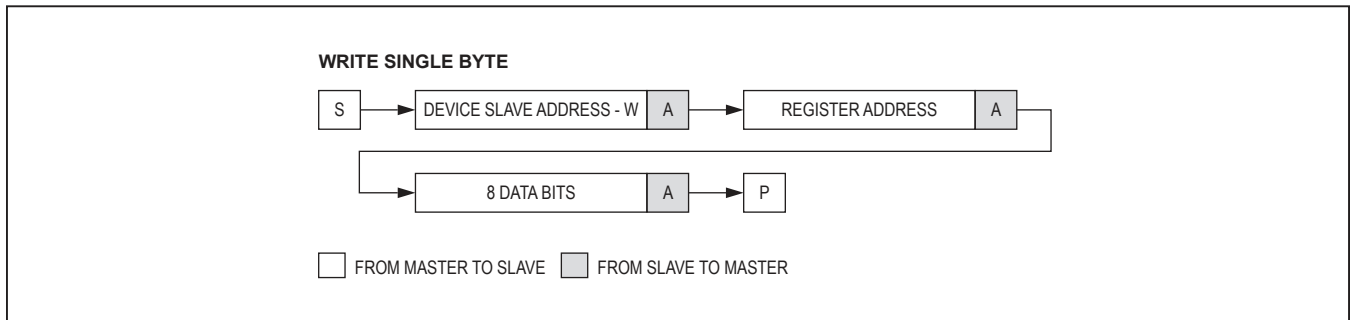 WRITE SINGLE BYTE
S DEVICE SLAVE ADDRESS - W A REGISTER ADDRESS A
8 DATA BITS A P
FROM MASTER TO SLAVE FROM SLAVE TO MASTER